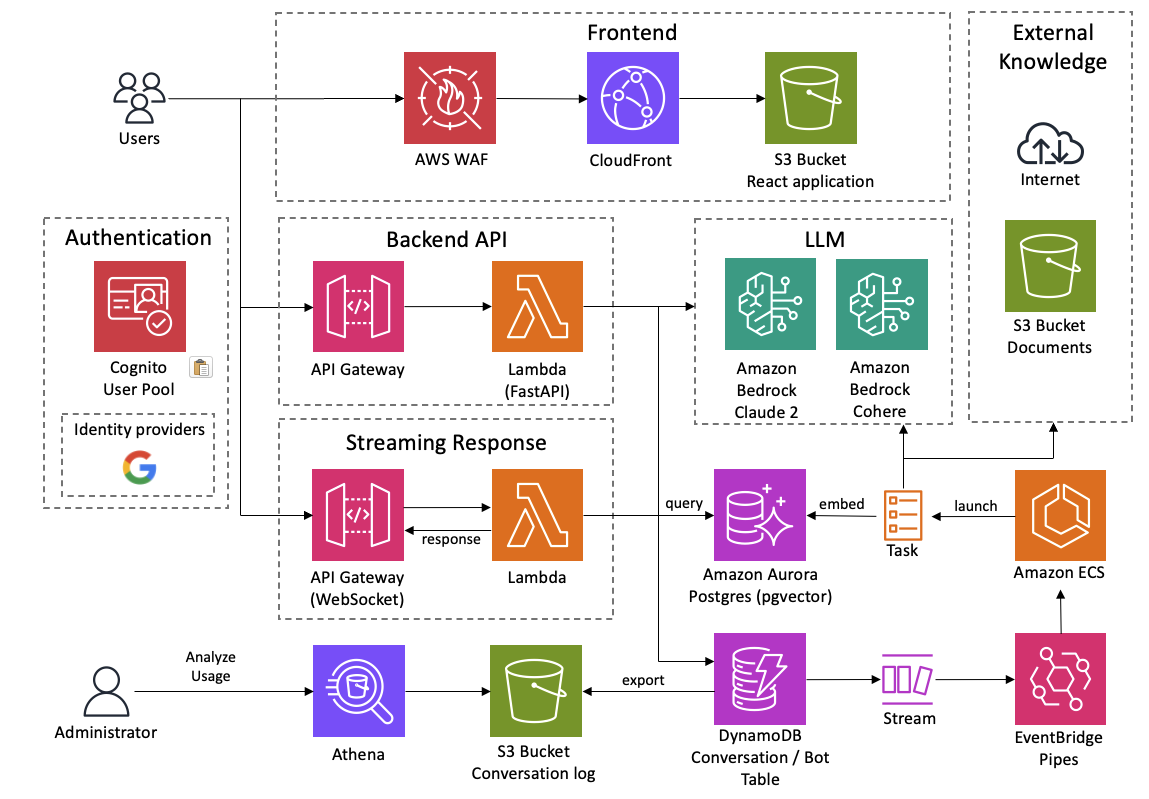 Frontend
External
Knowledge
Users
AWS WAF
CloudFront
S3 Bucket
React application
Internet
S3 Bucket
Documents
Authentication
Cognito
User Pool
Identity providers
Backend API
API Gateway
Lambda
(FastAPI)
LLM
Amazon
Bedrock
Claude 2
Amazon
Bedrock
Cohere
Streaming Response
API Gateway
(WebSocket)
response
Lambda
query
Amazon Aurora
Postgres (pgvector)
embed
Task
launch
Amazon ECS
Administrator
Analyze
Usage
Athena
S3 Bucket
Conversation log
export
DynamoDB
Conversation / Bot
Table
Stream
EventBridge
Pipes